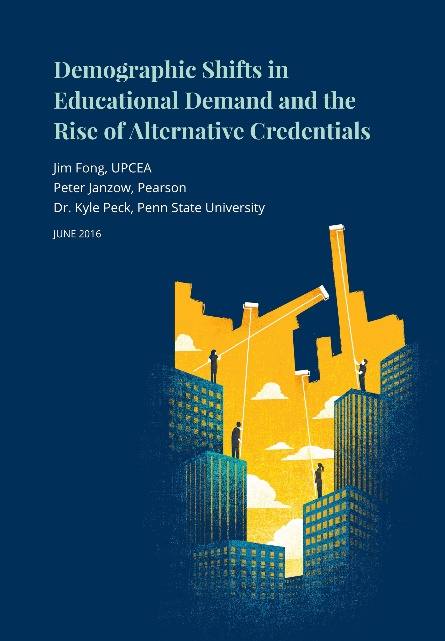 Demographic Shifts in
Educational Demand and the
Rise of Alternative Credentials
Jim Fong, UPCEA
Peter Janzow, Pearson
Dr. Kyle Peck, Penn State University
JUNE 2016